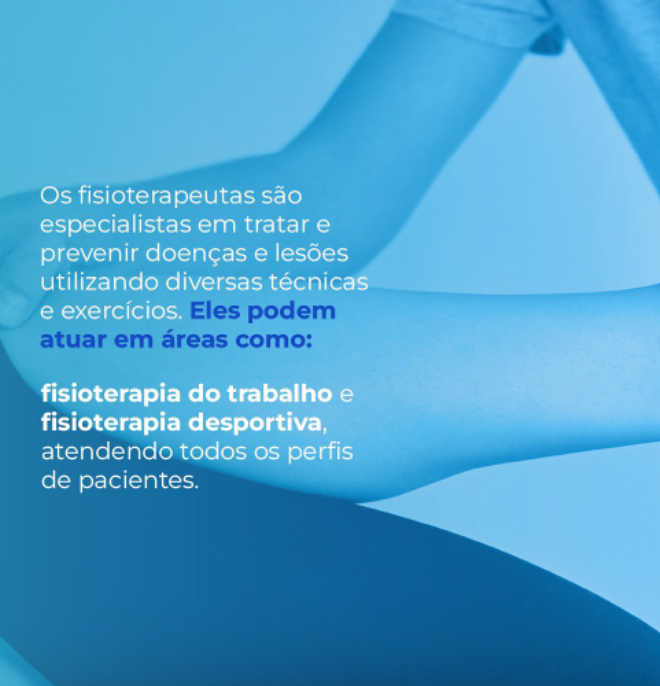 Os fisioterapeutas são
especialistas em tratar e
prevenir doenças e lesões
utilizando diversas técnicas
e exercícios. Eles podem
atuar em áreas como:
fisioterapia do trabalho e
fisioterapia desportiva,
atendendo todos os perfis
de pacientes.